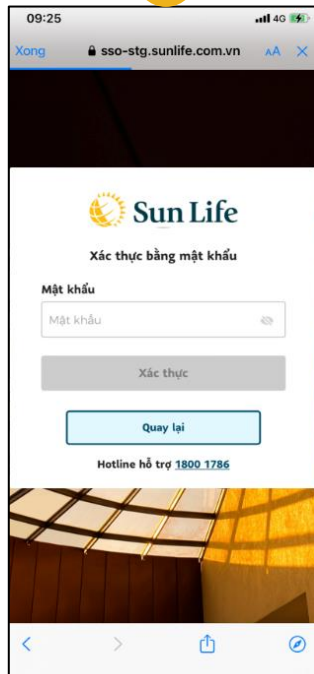 09:25 4G
Xong sso-stg.sunlife.com.vn AA
Sun Life
Xác thực bằng mật khẩu
Mật khẩu
Mật khẩu
Xác thực
Quay lại
Hotline hỗ trợ 1800 1786